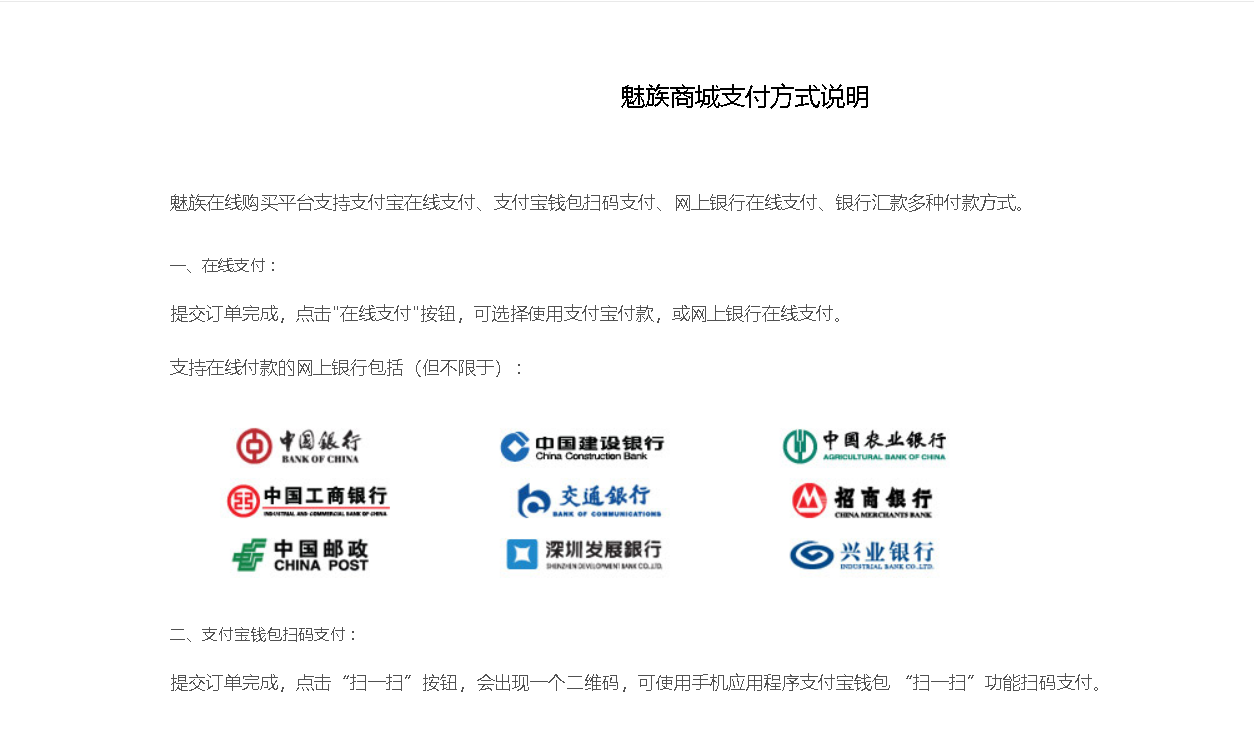 魅族商城支付方式说明
魅族在线购买平台支持支付宝在线支付、支付宝钱包扫码支付、网上银行在线支付、银行汇款多种付款方式。
一、在线支付：
提交订单完成，点击"在线支付"按钮，可选择使用支付宝付款，或网上银行在线支付。
支持在线付款的网上银行包括（但不限于）：
中国銀行
BANK OF CHINA
中国建设银行
China Construction Bank
中国农业银行
AGRICULTURAL BANK OF CHINA
中国工商银行
INDUSTRIAL AND COMMERCIAL BANK OF CHINA
交通銀行
BANK OF COMMUNICATIONS
招商銀行
CHINA MERCHANTS BANK
中国邮政
CHINA POST
深圳发展銀行
SHENZHEN DEVELOPMENT BANK CO.,LTD.
兴业银行
INDUSTRIAL BANK CO.,LTD.
二、支付宝钱包扫码支付：
提交订单完成，点击“扫一扫”按钮，会出现一个二维码，可使用手机应用程序支付宝钱包 “扫一扫”功能扫码支付。